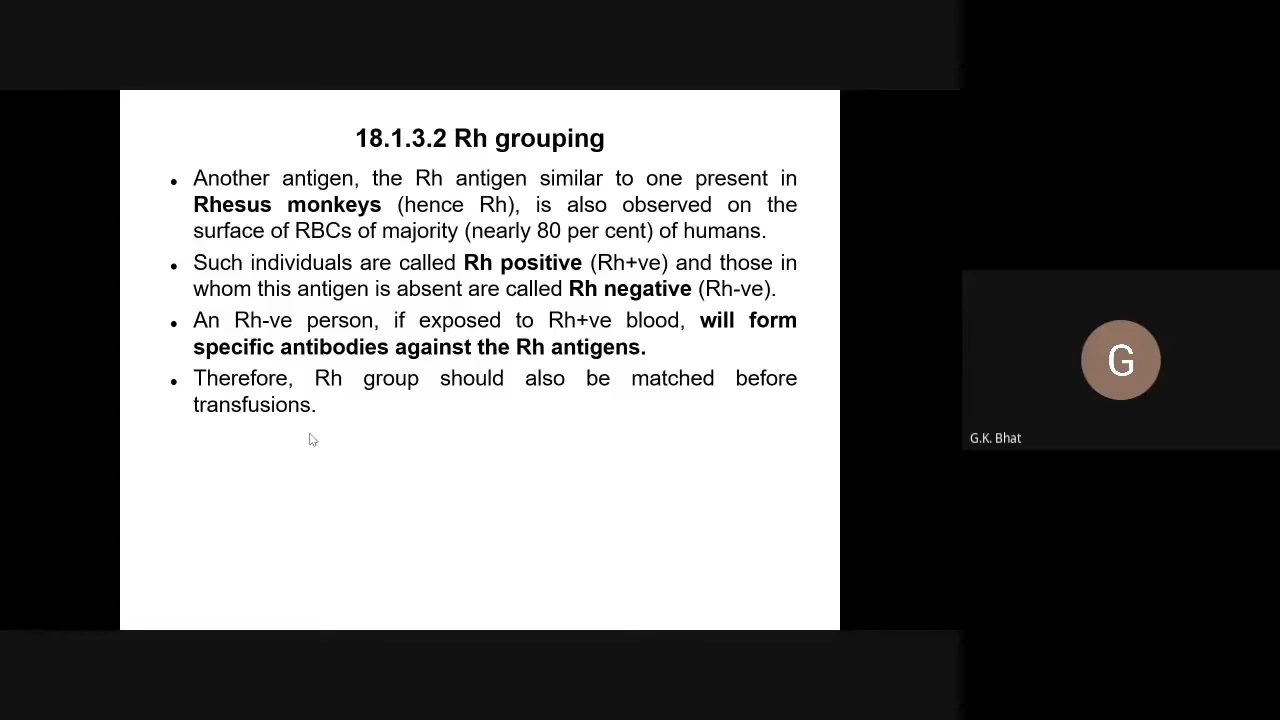 18.1.3.2 Rh grouping
• Another antigen, the Rh antigen similar to one present in
Rhesus monkeys (hence Rh), is also observed on the
surface of RBCs of majority (nearly 80 per cent) of humans.
• Such individuals are called Rh positive (Rh+ve) and those in
whom this antigen is absent are called Rh negative (Rh-ve).
• An Rh-ve person, if exposed to Rh+ve blood, will form
specific antibodies against the Rh antigens.
• Therefore, Rh group should also be matched before
transfusions.
G
G.K. Bhat